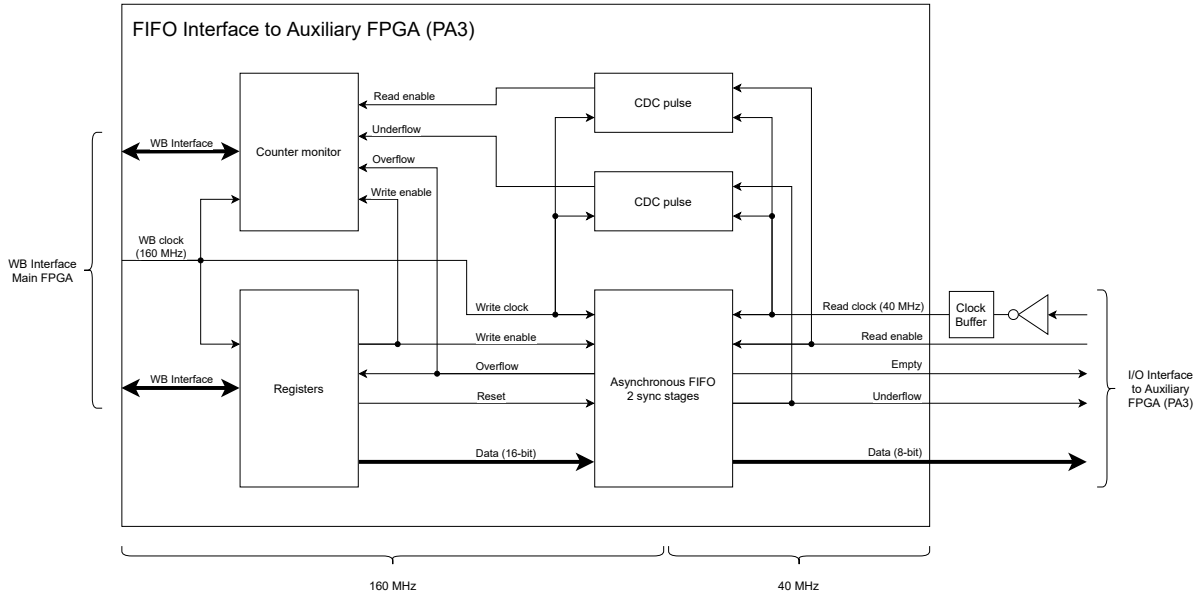 FIFO Interface to Auxiliary FPGA (PA3)
Read enable
CDC pulse
Underflow
WB Interface
Counter monitor
Overflow
Write enable
CDC pulse
WB clock
(160 MHz)
WB Interface
Main FPGA
Write clock
Read clock (40 MHz)
Clock
Buffer
Write enable
Read enable
Overflow
Empty
WB Interface
Registers
Asynchronous FIFO
2 sync stages
I/O Interface
to Auxiliary
FPGA (PA3)
Reset
Underflow
Data (16-bit)
Data (8-bit)
160 MHz
40 MHz